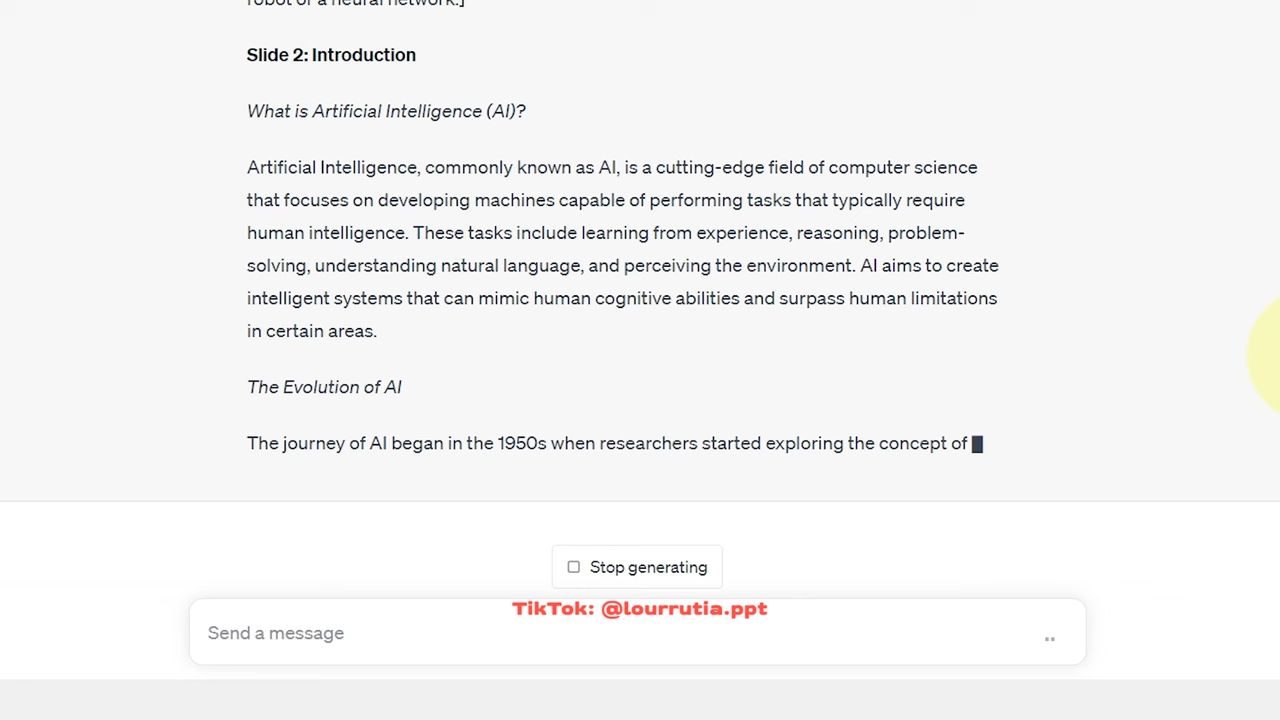 robot or a neural network.]
Slide 2: Introduction
What is Artificial Intelligence (AI)?
Artificial Intelligence, commonly known as AI, is a cutting-edge field of computer science
that focuses on developing machines capable of performing tasks that typically require
human intelligence. These tasks include learning from experience, reasoning, problem-
solving, understanding natural language, and perceiving the environment. AI aims to create
intelligent systems that can mimic human cognitive abilities and surpass human limitations
in certain areas.
The Evolution of AI
The journey of AI began in the 1950s when researchers started exploring the concept of
Stop generating
TikTok: @lourrutia.ppt
Send a message